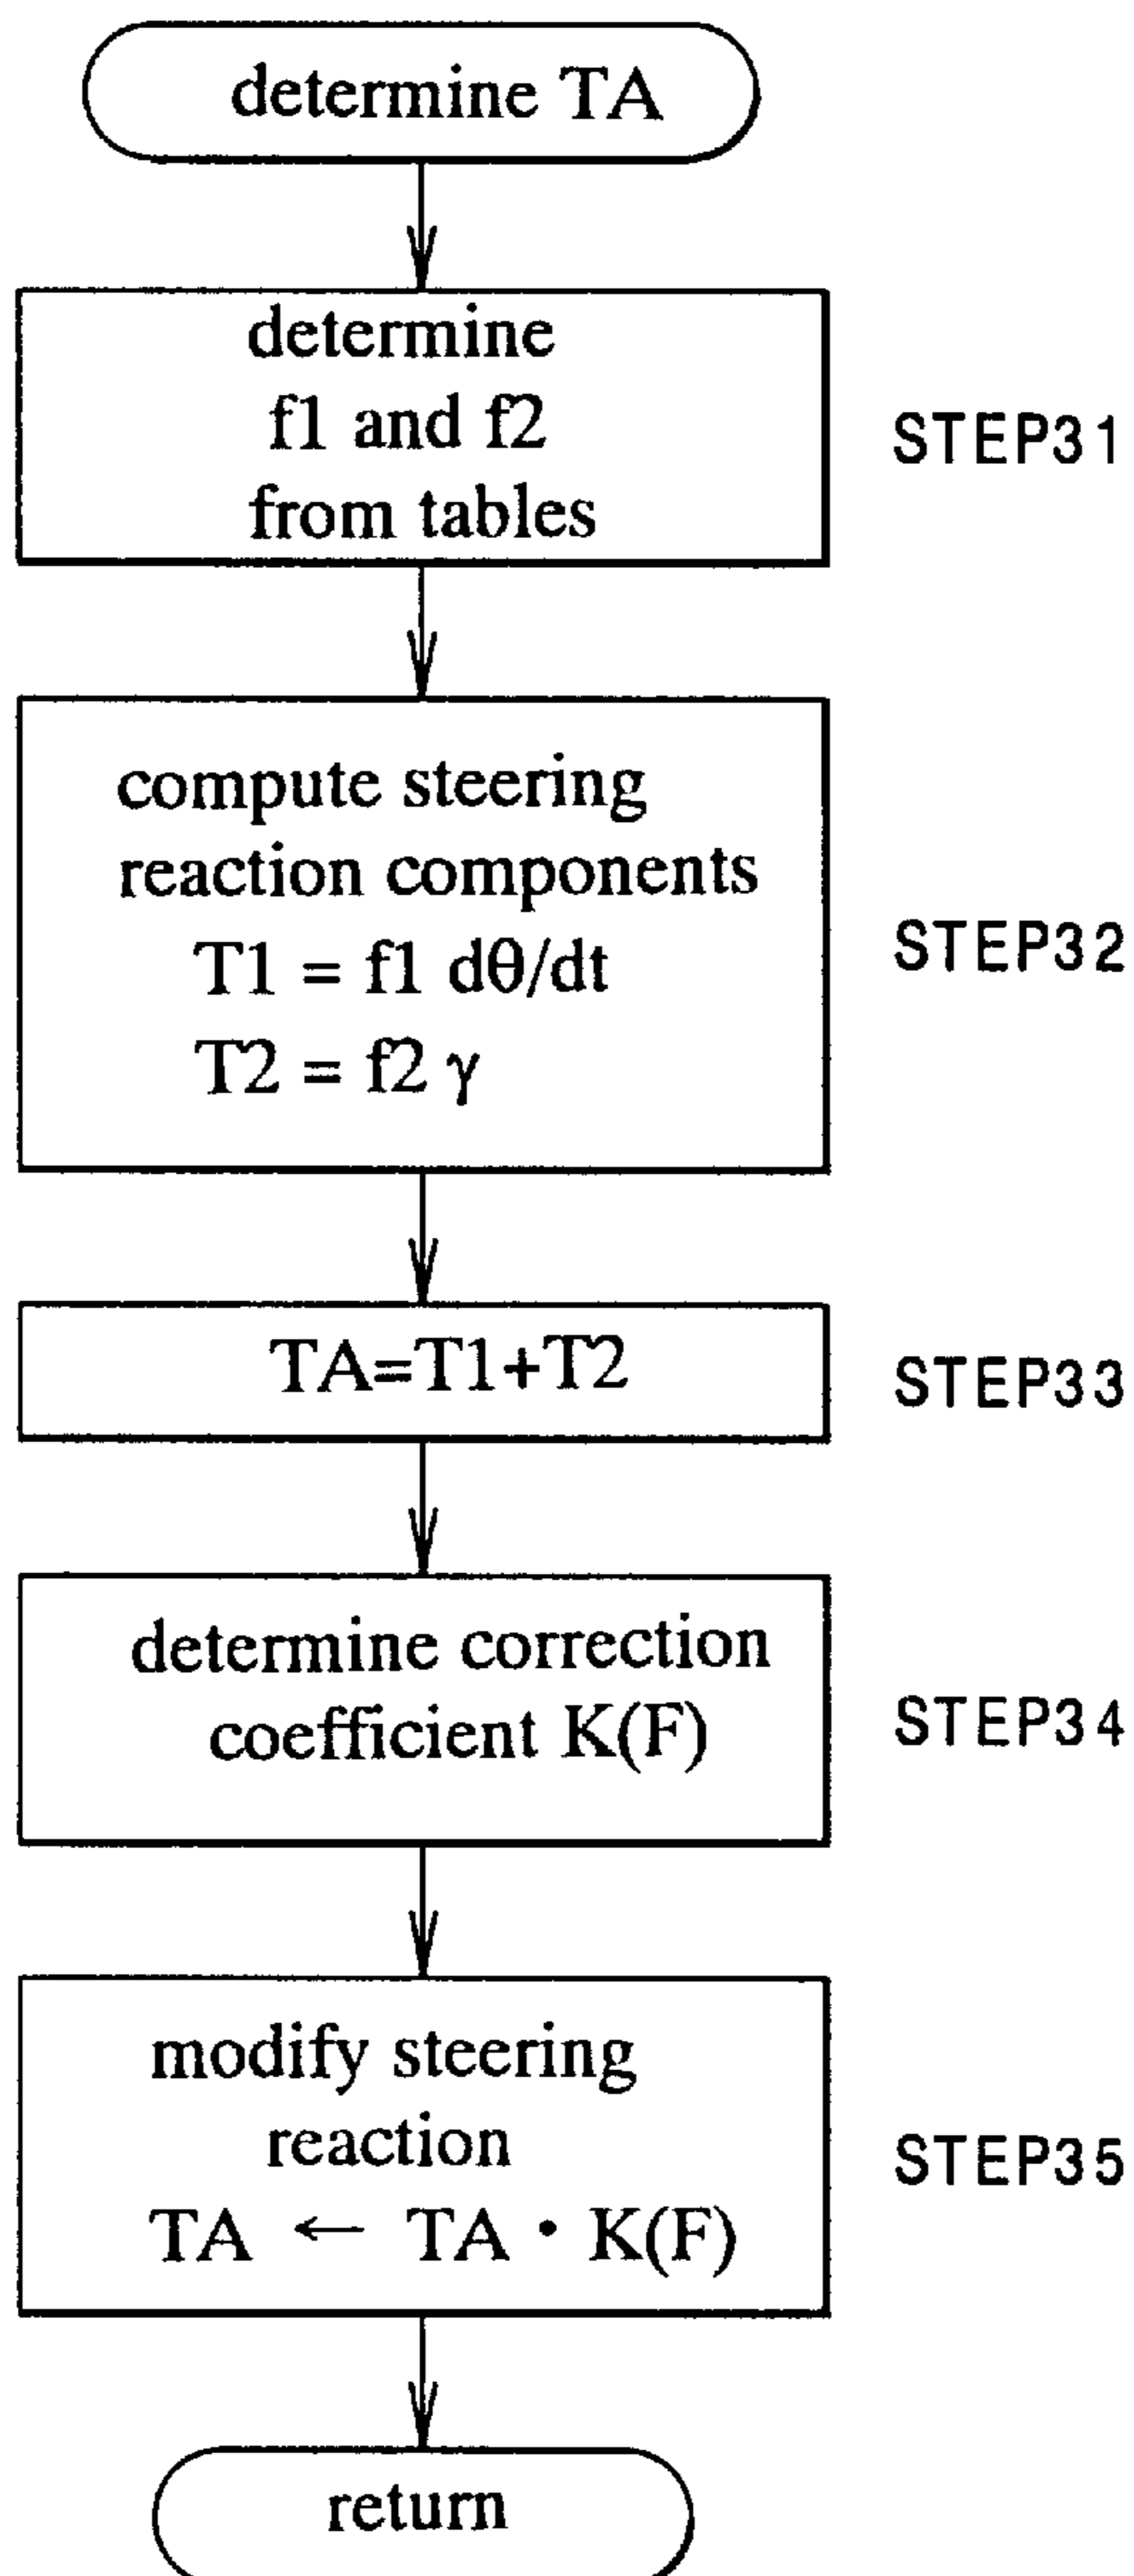 determine TA
determine
f1 and f2
from tables
STEP31
compute steering
reaction components
T1 = f1 dθ/dt
T2 = f2 γ
STEP32
TA=T1+T2
STEP33
determine correction
coefficient K(F)
STEP34
modify steering
reaction
TA ← TA • K(F)
STEP35
return